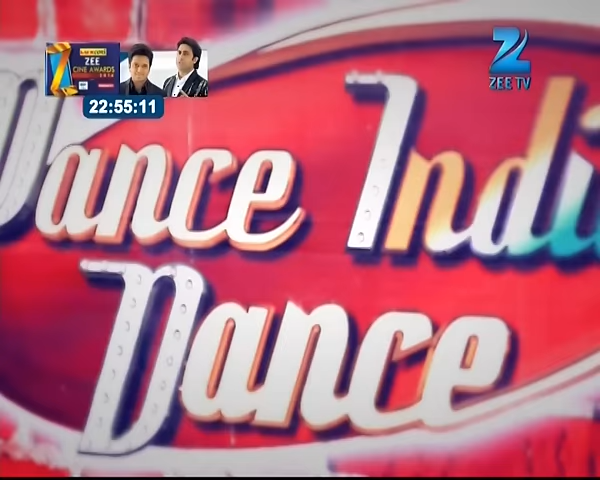 ZEE
CINE AWARDS
22:55:11
ZEE TV
Dance Indi
Dance